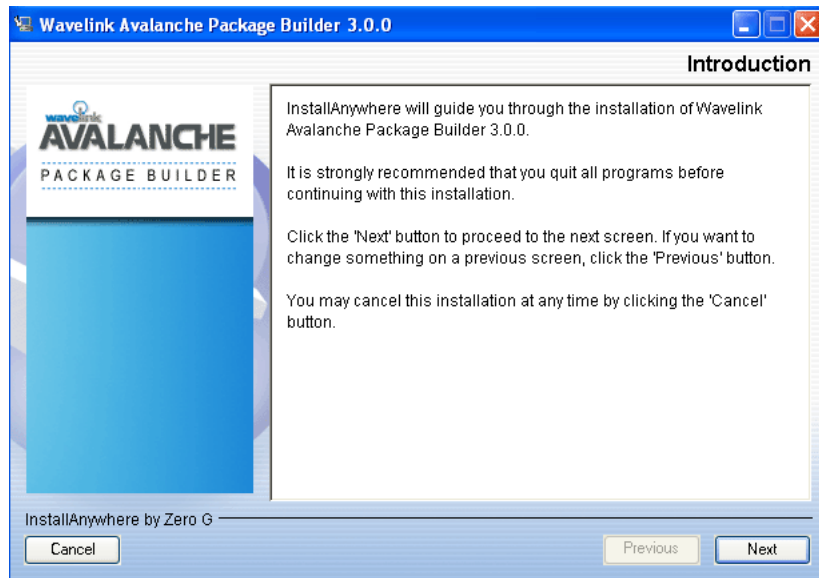 Wavelink Avalanche Package Builder 3.0.0
Introduction
wavelink
AVALANCHE
PACKAGE BUILDER
InstallAnywhere will guide you through the installation of Wavelink
Avalanche Package Builder 3.0.0.
It is strongly recommended that you quit all programs before
continuing with this installation.
Click the 'Next' button to proceed to the next screen. If you want to
change something on a previous screen, click the 'Previous' button.
You may cancel this installation at any time by clicking the 'Cancel'
button.
InstallAnywhere by Zero G
Cancel
Previous
Next